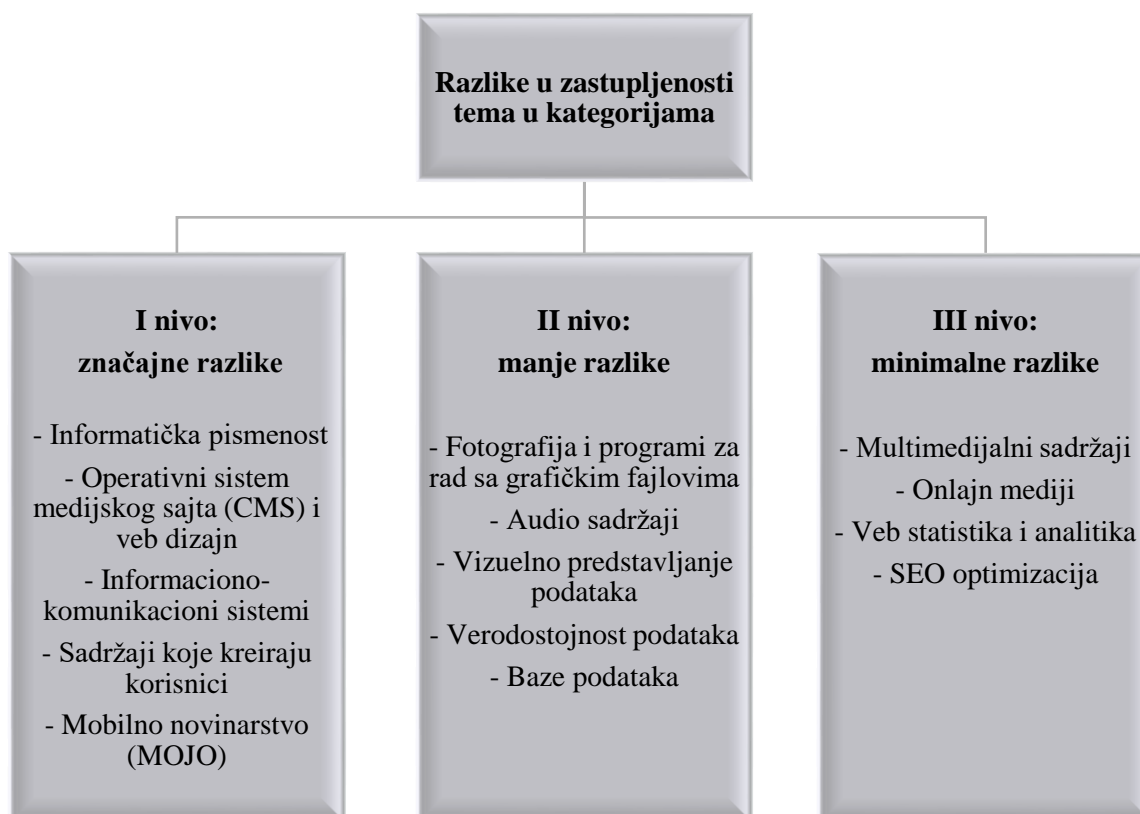 Razlike u zastupljenosti
tema u kategorijama
I nivo:
značajne razlike
- Informatička pismenost
- Operativni sistem
medijskog sajta (CMS) i
veb dizajn
- Informaciono-
komunikacioni sistemi
- Sadržaji koje kreiraju
korisnici
- Mobilno novinarstvo
(MOJO)
II nivo:
manje razlike
- Fotografija i programi za
rad sa grafičkim fajlovima
- Audio sadržaji
- Vizuelno predstavljanje
podataka
- Verodostojnost podataka
- Baze podataka
III nivo:
minimalne razlike
- Multimedijalni sadržaji
- Onlajn mediji
- Veb statistika i analitika
- SEO optimizacija